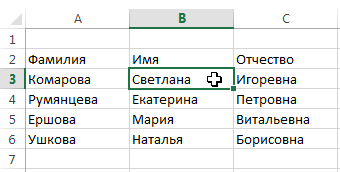 A B C
1
2 Фамилия Имя Отчество
3 Комарова Светлана Игоревна
4 Румянцева Екатерина Петровна
5 Ершова Мария Витальевна
6 Ушкова Наталья Борисовна
7